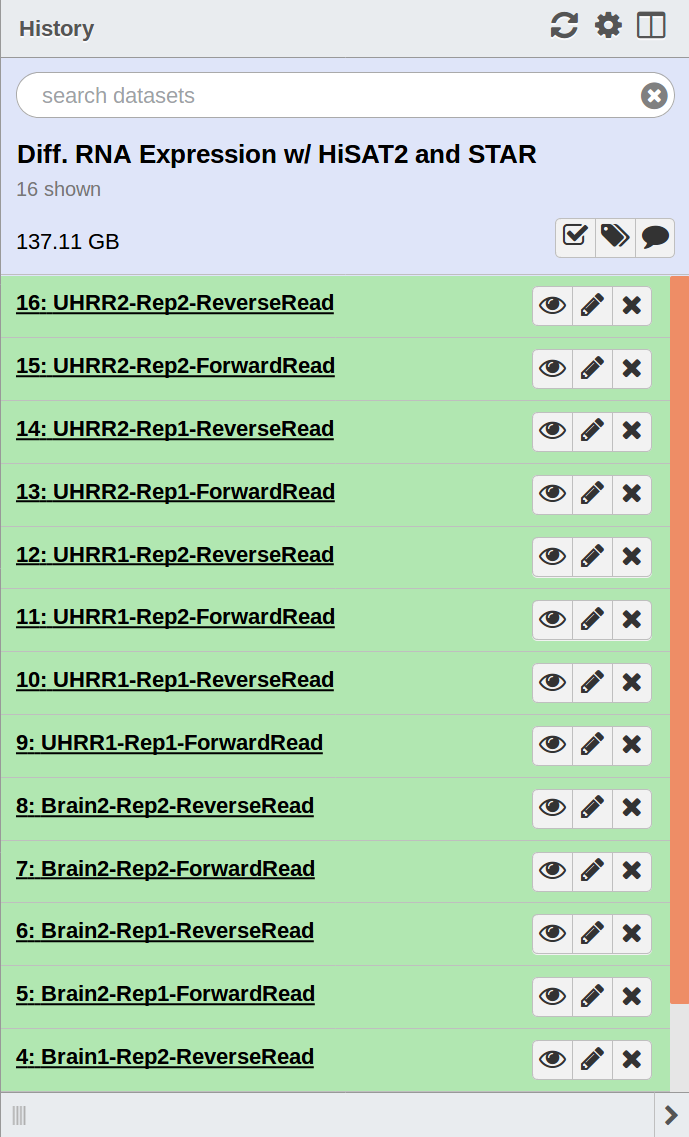 History
search datasets
Diff. RNA Expression w/ HiSAT2 and STAR
16 shown
137.11 GB
16: UHRR2-Rep2-ReverseRead
15: UHRR2-Rep2-ForwardRead
14: UHRR2-Rep1-ReverseRead
13: UHRR2-Rep1-ForwardRead
12: UHRR1-Rep2-ReverseRead
11: UHRR1-Rep2-ForwardRead
10: UHRR1-Rep1-ReverseRead
9: UHRR1-Rep1-ForwardRead
8: Brain2-Rep2-ReverseRead
7: Brain2-Rep2-ForwardRead
6: Brain2-Rep1-ReverseRead
5: Brain2-Rep1-ForwardRead
4: Brain1-Rep2-ReverseRead